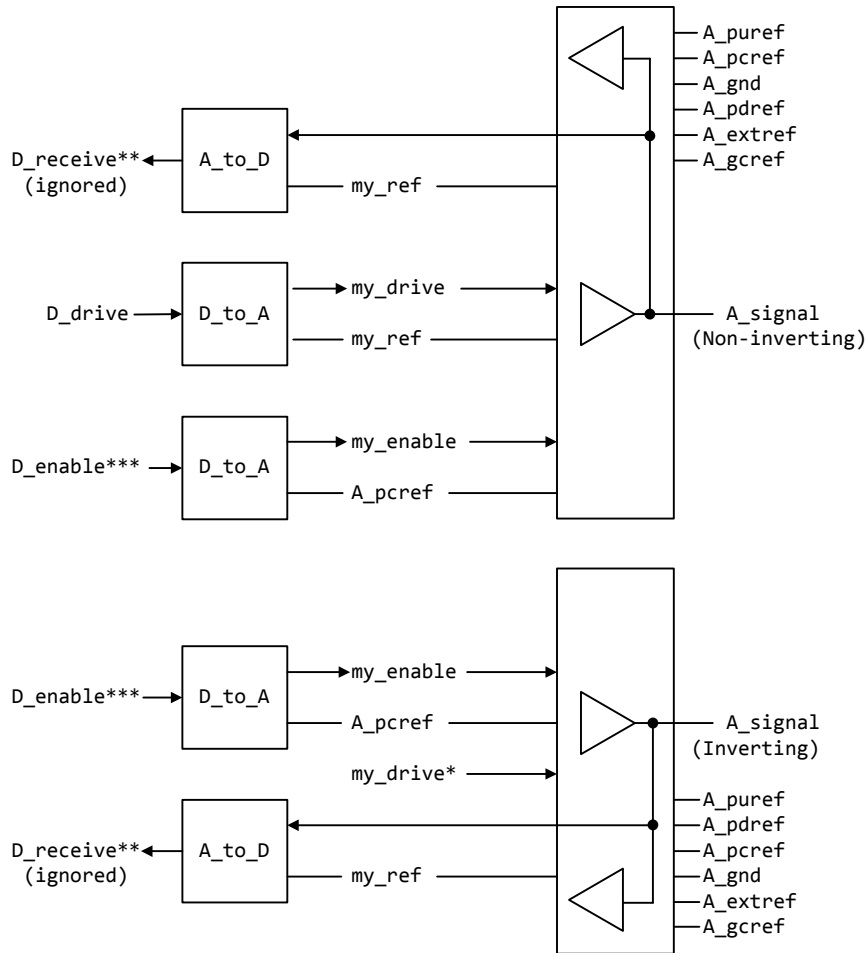 A_puref
A_pcref
A_gnd
A_pdref
A_extref
A_gcref
D_receive**
(ignored)
A_to_D
my_ref
D_drive
D_to_A
my_drive
my_ref
A_signal
(Non-inverting)
D_enable***
D_to_A
my_enable
A_pcref
D_enable***
D_to_A
my_enable
A_pcref
A_signal
(Inverting)
my_drive*
D_receive**
(ignored)
A_to_D
my_ref
A_puref
A_pdref
A_pcref
A_gnd
A_extref
A_gcref